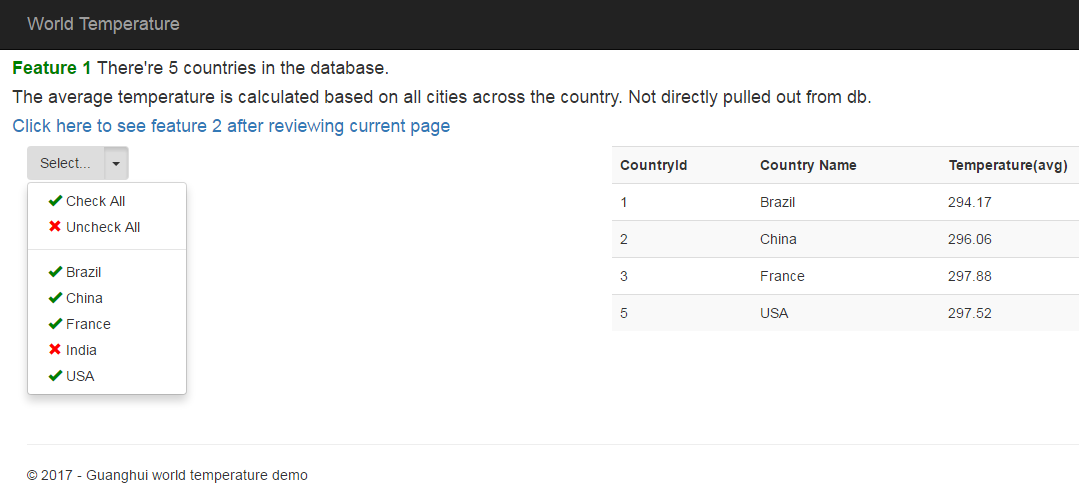 World Temperature
Feature 1 There're 5 countries in the database.
The average temperature is calculated based on all cities across the country. Not directly pulled out from db.
Click here to see feature 2 after reviewing current page
Select...
Check All
Uncheck All
Brazil
China
France
India
USA
CountryId Country Name Temperature(avg)
1 Brazil 294.17
2 China 296.06
3 France 297.88
5 USA 297.52
© 2017 - Guanghui world temperature demo